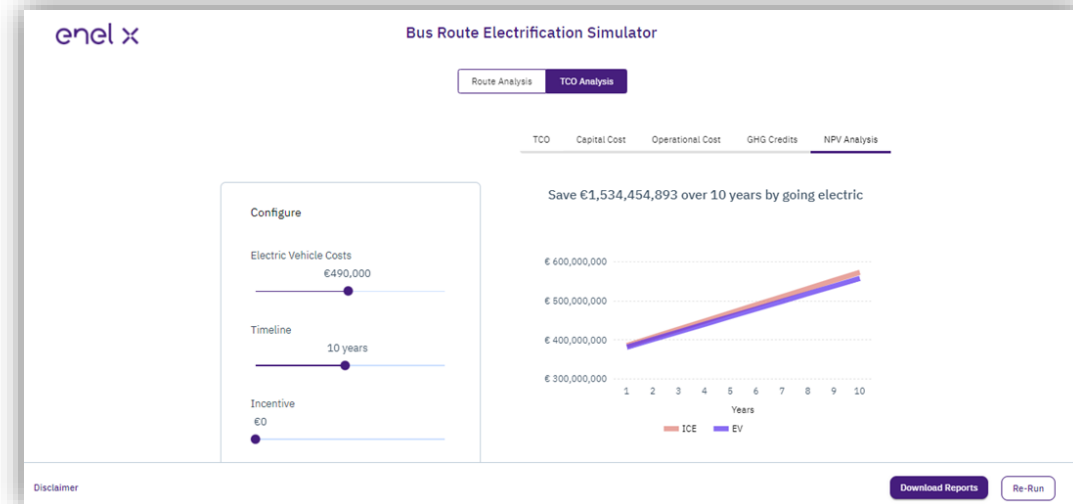 enel x
Bus Route Electrification Simulator
Route Analysis TCO Analysis
TCO Capital Cost Operational Cost GHG Credits NPV Analysis
Configure
Electric Vehicle Costs
€490,000
Timeline
10 years
Incentive
€0
Save €1,534,454,893 over 10 years by going electric
€ 600,000,000
€ 500,000,000
€ 400,000,000
€ 300,000,000
1 2 3 4 5 6 7 8 9 10
Years
ICE EV
Disclaimer Download Reports Re-Run